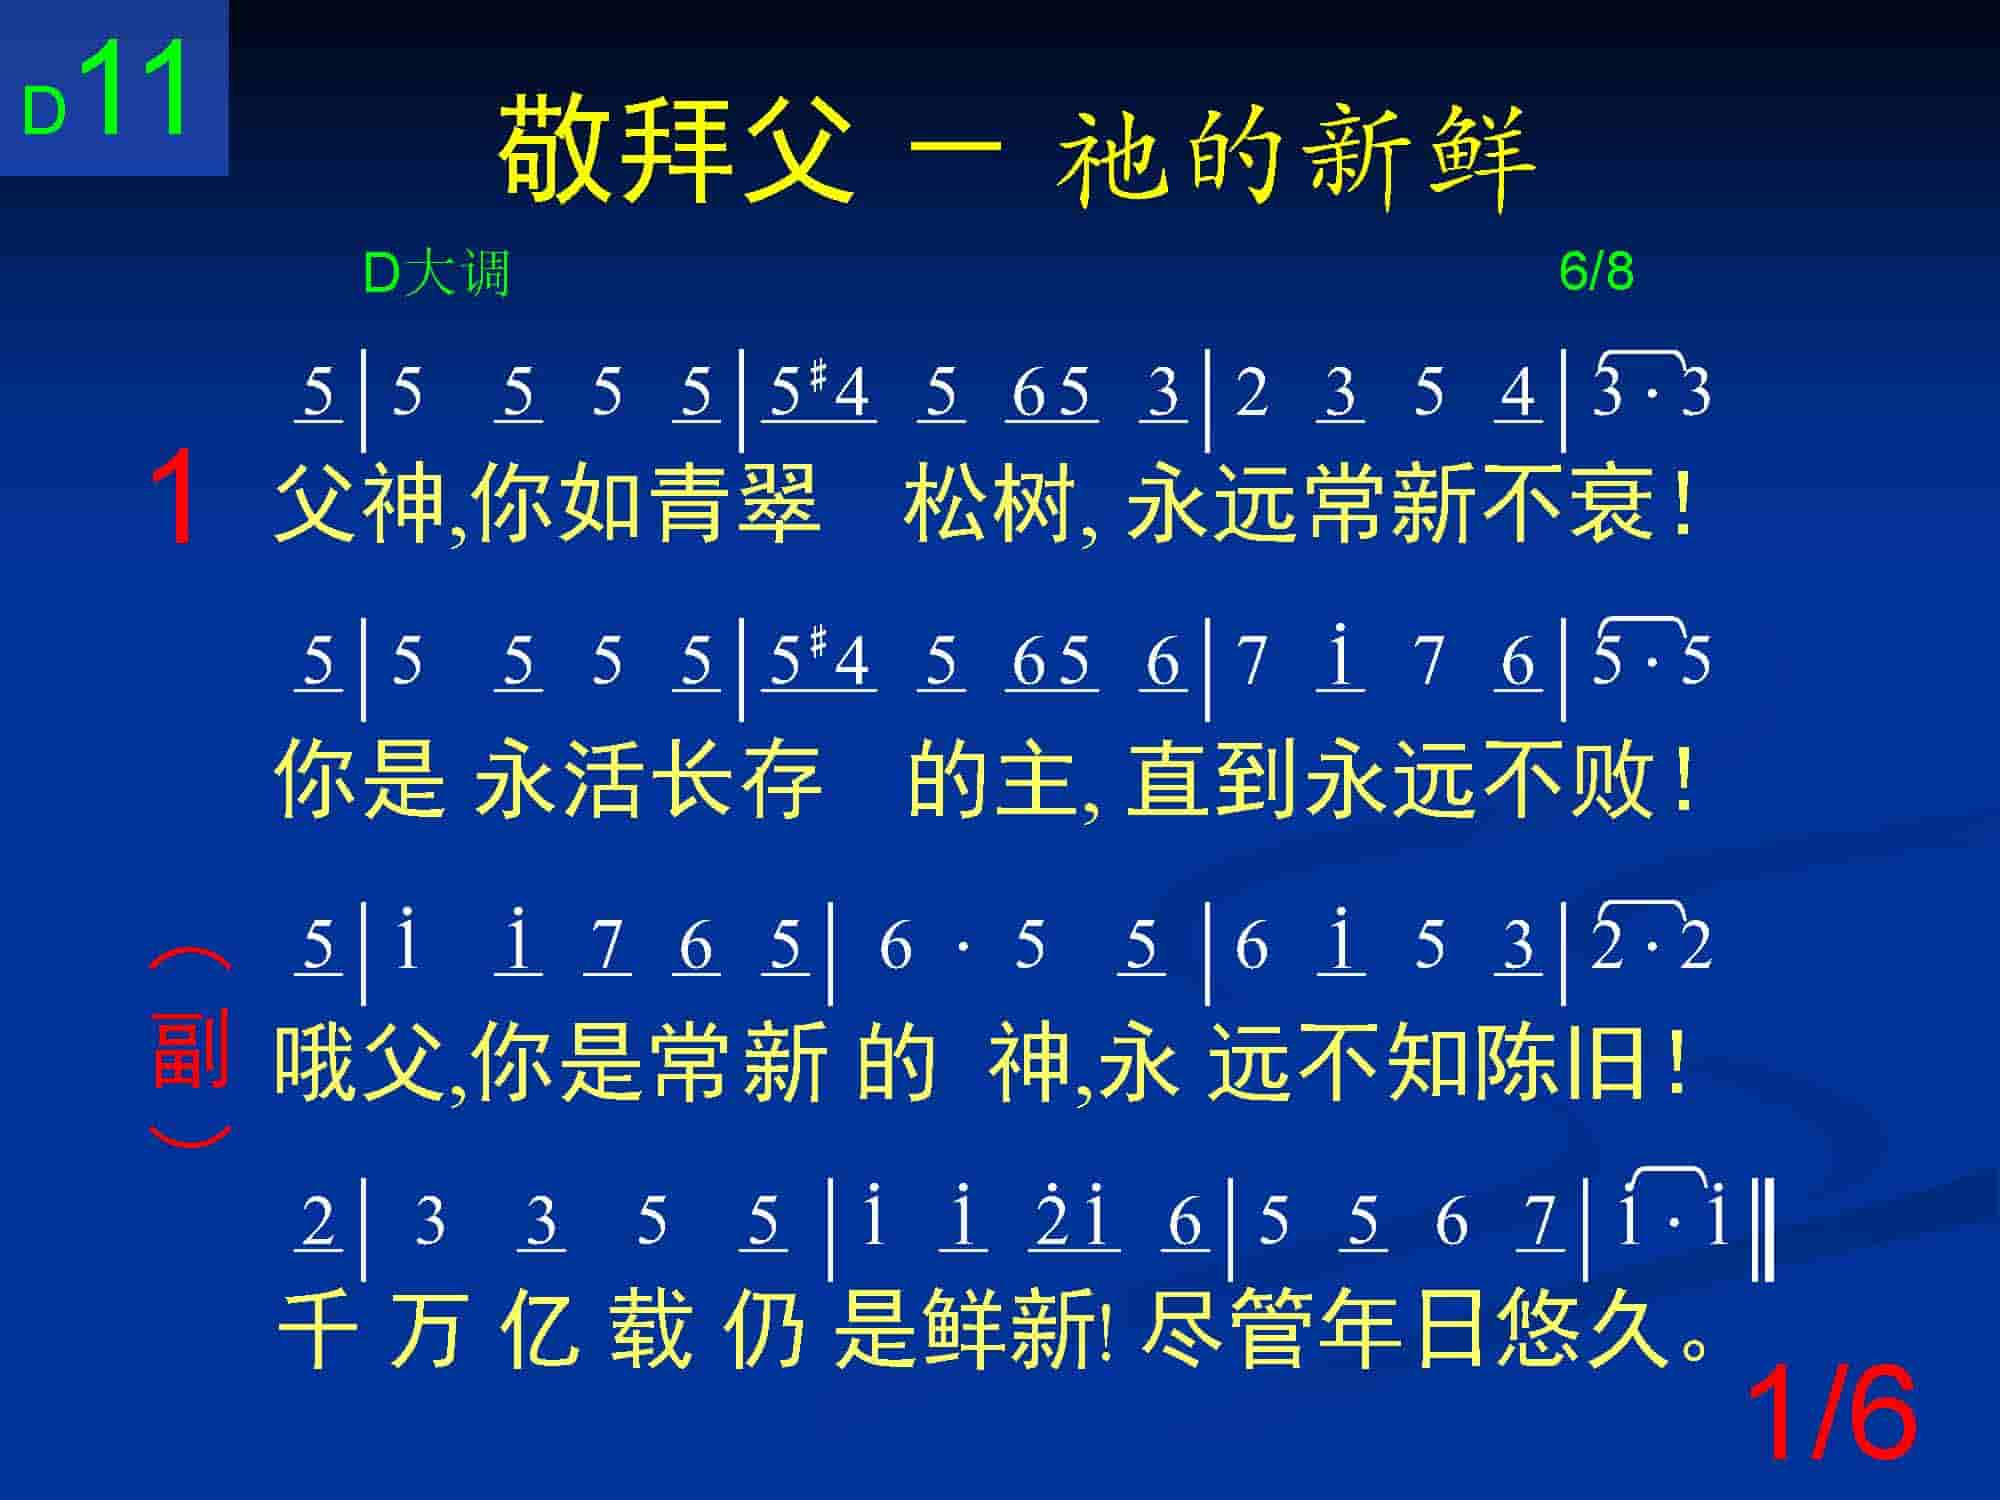 D11
敬拜父 — 祂的新鲜
D大调 6/8
5 | 5 5 5 5 | 5 #4 5 6 5 3 | 2 3 5 4 | 3 · 3
1 父神,你如青翠 松树, 永远常新不衰!
5 | 5 5 5 5 | 5 #4 5 6 5 6 | 7 i 7 6 | 5 · 5
你是 永活长存 的主, 直到永远不败!
5 | i i 7 6 5 | 6 · 5 5 | 6 i 5 3 | 2 · 2
(副) 哦父,你是常新 的 神,永 远不知陈旧!
2 | 3 3 5 5 | i i 2̇ i 6 | 5 5 6 7 | i · i ‖
千 万 亿 载 仍 是鲜新! 尽管年日悠久。
1/6